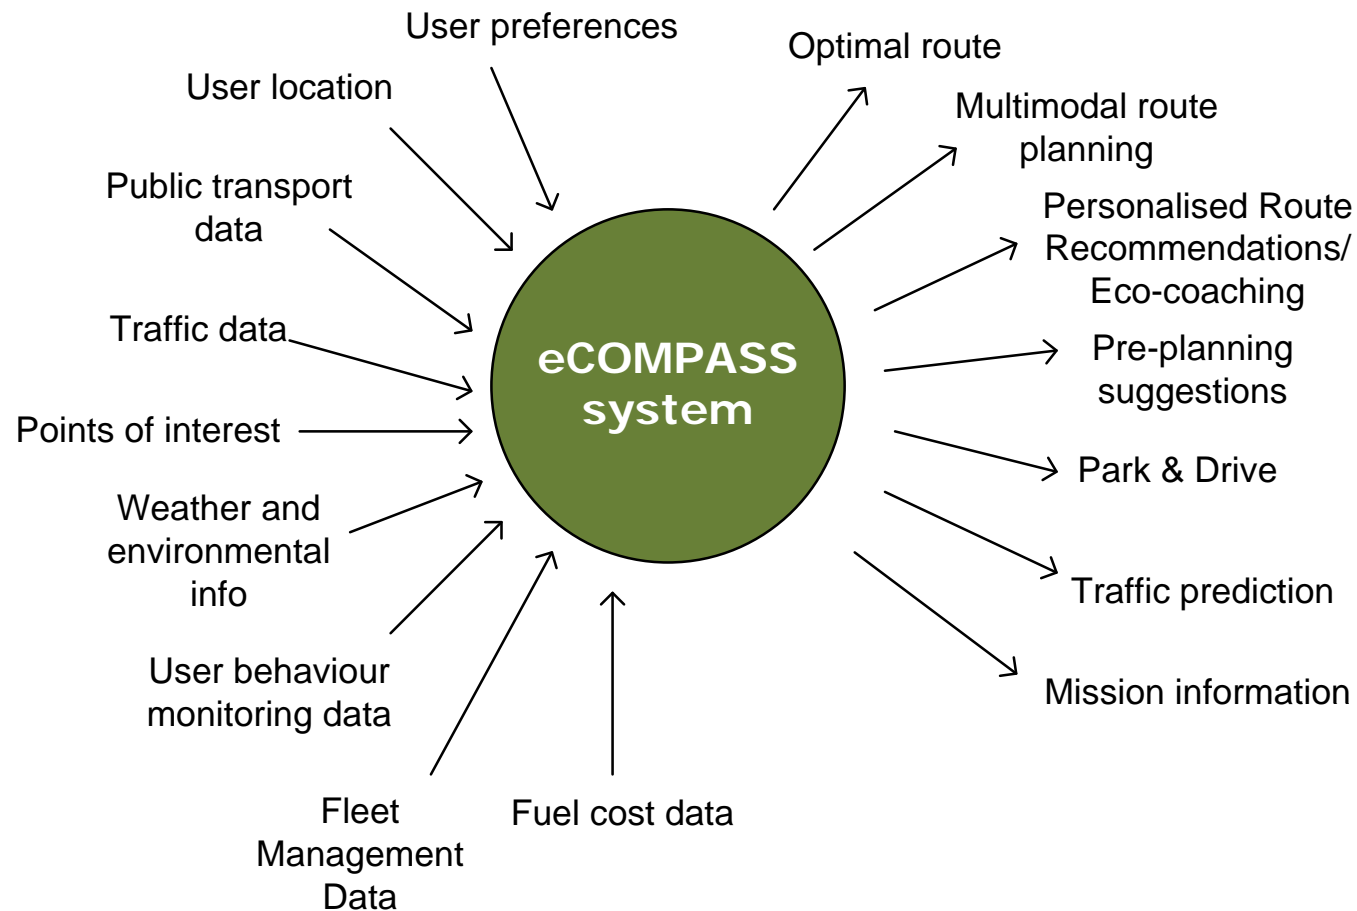 User preferences
User location
Public transport
data
Traffic data
Points of interest
Weather and
environmental
info
User behaviour
monitoring data
Fleet
Management
Data
Fuel cost data
eCOMPASS
system
Optimal route
Multimodal route
planning
Personalised Route
Recommendations/
Eco-coaching
Pre-planning
suggestions
Park & Drive
Traffic prediction
Mission information